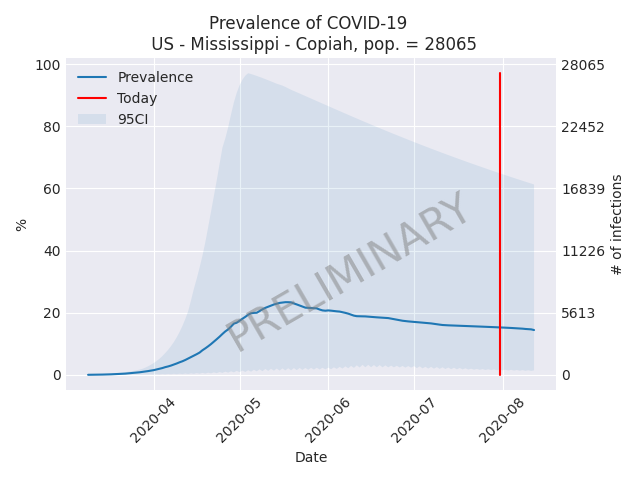 Prevalence of COVID-19
US - Mississippi - Copiah, pop. = 28065
Prevalence
Today
95CI
%
100
80
60
40
20
0
28065
22452
16839
11226
5613
0
# of infections
PRELIMINARY
2020-04
2020-05
2020-06
2020-07
2020-08
Date